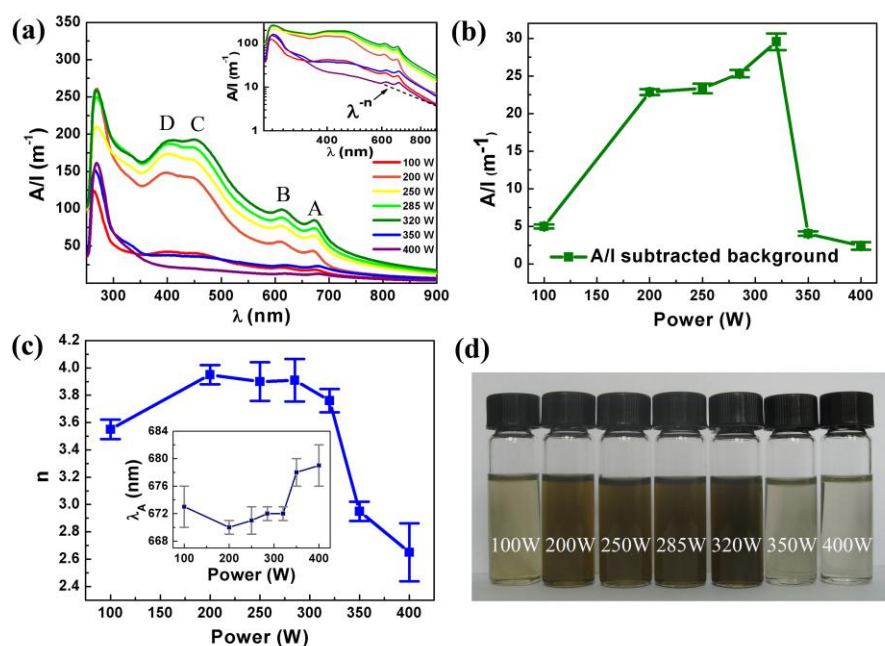 (a)
350
300
250
200
150
100
50
A/l (m⁻¹)
300 400 500 600 700 800 900
λ (nm)
D C
B
A
100
10
1
A/l (m⁻¹)
400 600 800
λ (nm)
λ⁻ⁿ
100 W
200 W
250 W
285 W
320 W
350 W
400 W
(b)
30
25
20
15
10
5
0
A/l (m⁻¹)
A/l subtracted background
100 150 200 250 300 350 400
Power (W)
(c)
4.2
4.0
3.8
3.6
3.4
3.2
3.0
2.8
2.6
2.4
n
100 150 200 250 300 350 400
Power (W)
684
680
676
672
668
λA (nm)
100 200 300 400
Power (W)
(d)
100W 200W 250W 285W 320W 350W 400W